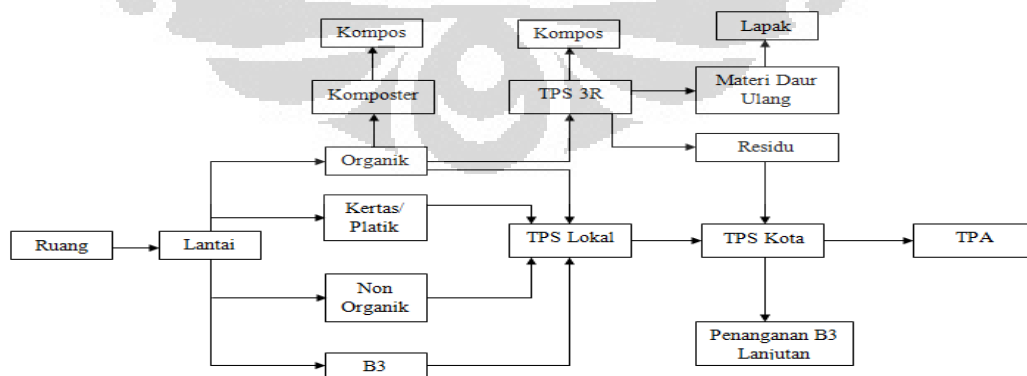 Kompos
Kompos
Lapak
Komposter
TPS 3R
Materi Daur
Ulang
Organik
Residu
Kertas/
Platik
Ruang
Lantai
TPS Lokal
TPS Kota
TPA
Non
Organik
Penanganan B3
Lanjutan
B3